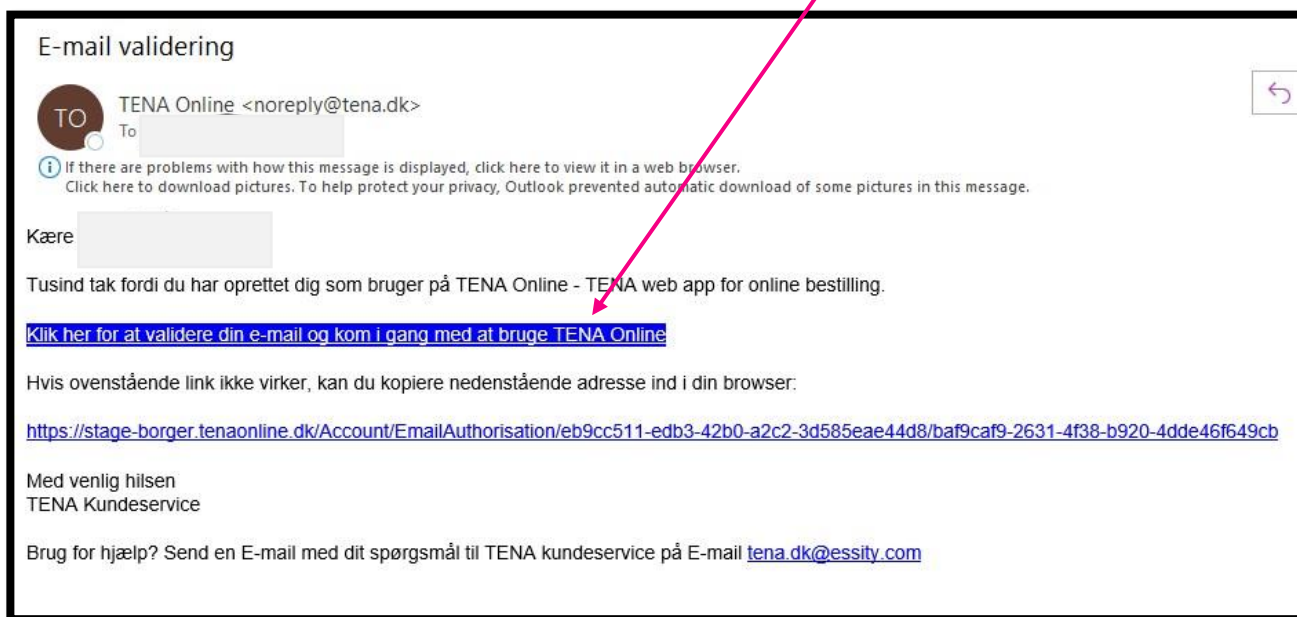 E-mail validering
TO
TENA Online <noreply@tena.dk>
To
If there are problems with how this message is displayed, click here to view it in a web browser.
Click here to download pictures. To help protect your privacy, Outlook prevented automatic download of some pictures in this message.
Kære
Tusind tak fordi du har oprettet dig som bruger på TENA Online - TENA web app for online bestilling.
Klik her for at validere din e-mail og kom i gang med at bruge TENA Online
Hvis ovenstående link ikke virker, kan du kopiere nedenstående adresse ind i din browser:
https://stage-borger.tenaonline.dk/Account/EmailAuthorisation/eb9cc511-edb3-42b0-a2c2-3d585eae44d8/baf9caf9-2631-4f38-b920-4dde46f649cb
Med venlig hilsen
TENA Kundeservice
Brug for hjælp? Send en E-mail med dit spørgsmål til TENA kundeservice på E-mail tena.dk@essity.com